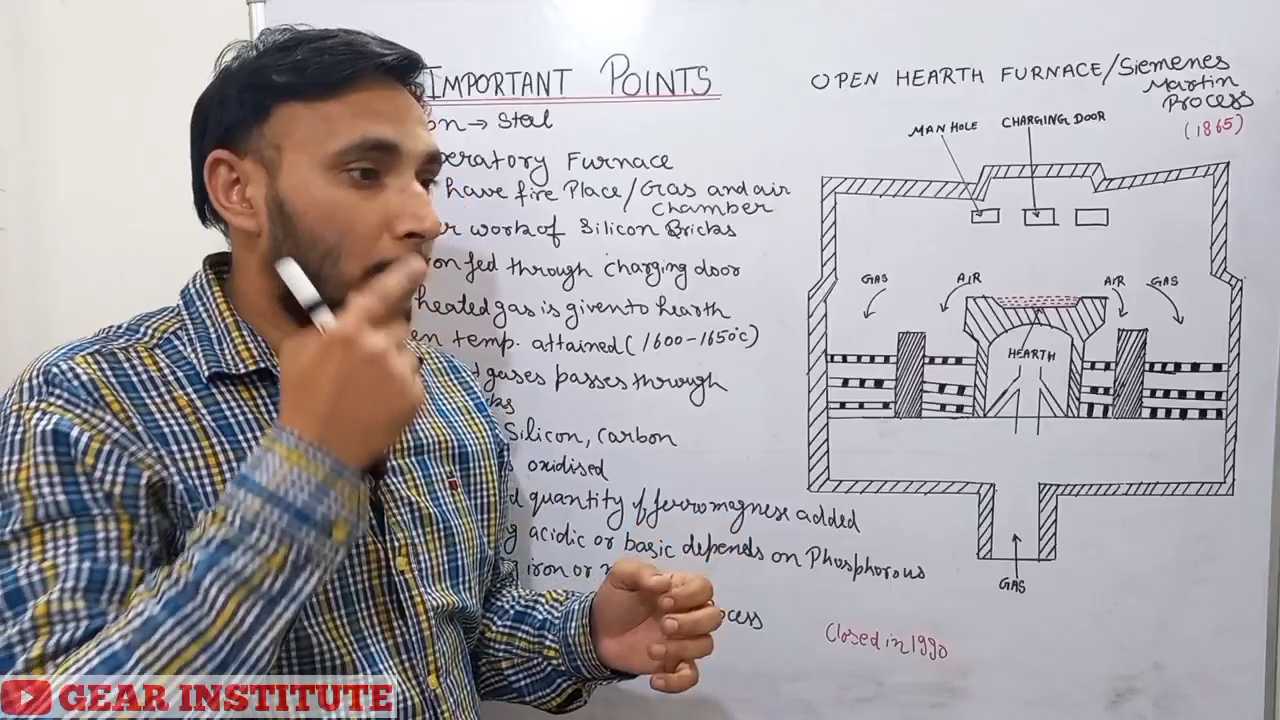 IMPORTANT POINTS
on → Steel
peratory Furnace
have fire Place/Gas and air
Chamber
r work of Silicon Bricks
on fed through charging door
heated gas is given to hearth
en temp. attained (1600-1650°c)
gases passes through
ks
Silicon, carbon
s oxidised
d quantity of ferromagnese added
g acidic or basic depends on Phosphorous
g iron or
ocess
OPEN HEARTH FURNACE/Siemenes
Martin
Process
(1865)
MAN HOLE
CHARGING DOOR
GAS
AIR
AIR
GAS
HEARTH
GAS
Closed in 1990
GEAR INSTITUTE